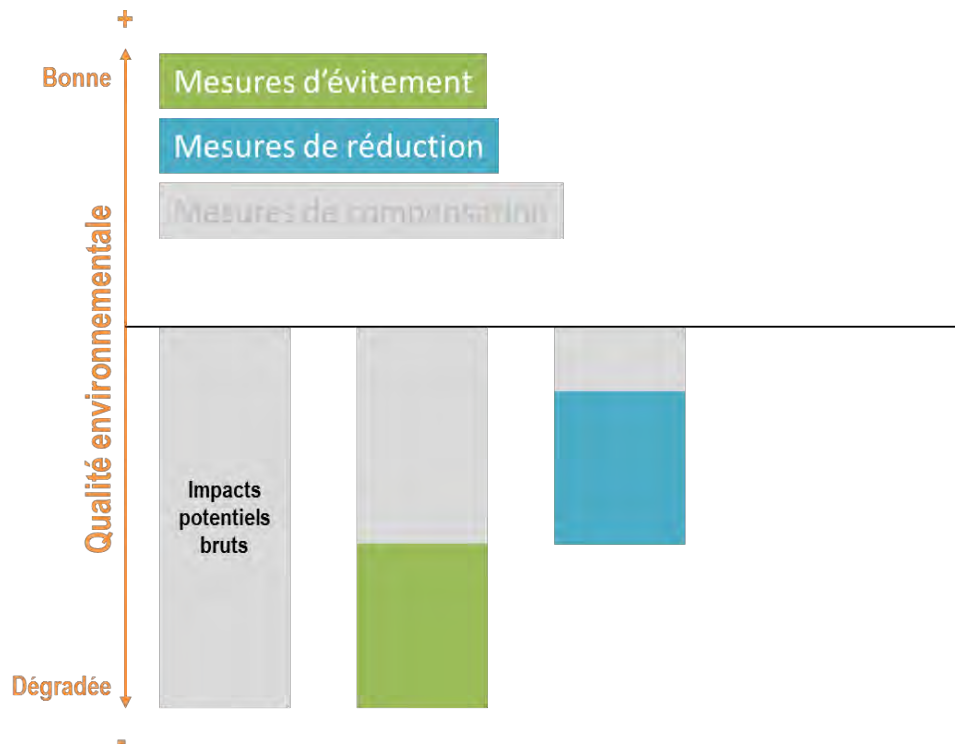 +
Bonne
Mesures d'évitement
Mesures de réduction
Mesures de compensation
Qualité environnementale
Impacts
potentiels
bruts
Dégradée
-